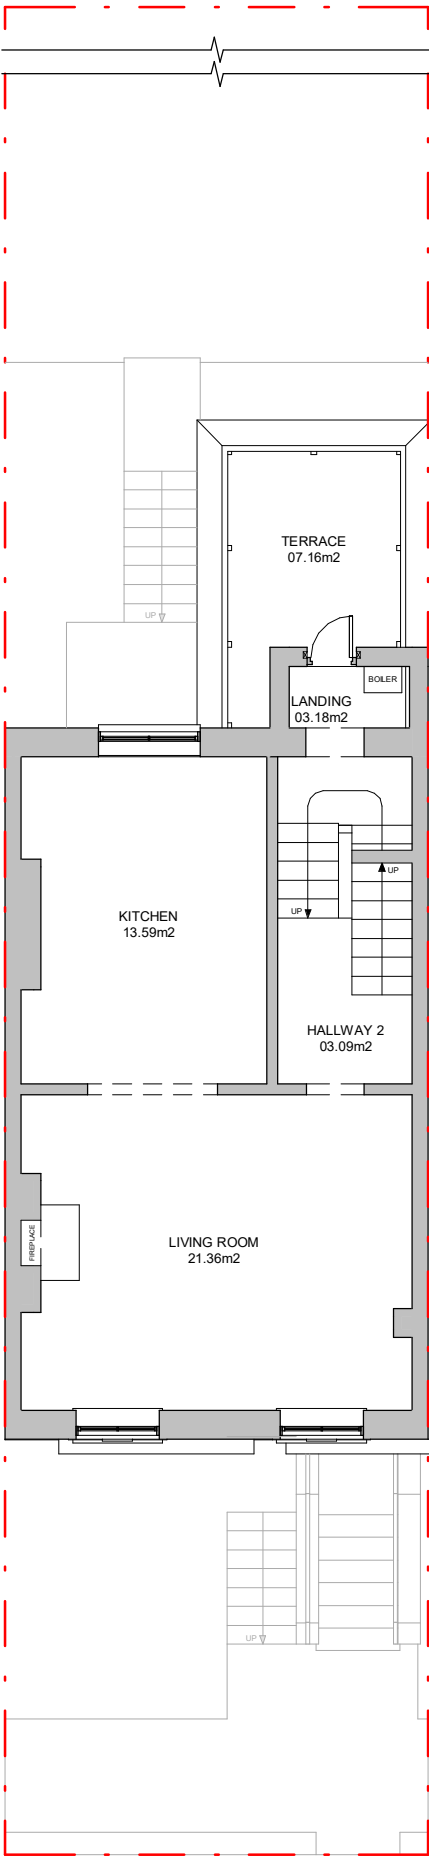 TERRACE
07.16m2
UP
BOILER
LANDING
03.18m2
UP
UP
KITCHEN
13.59m2
HALLWAY 2
03.09m2
FIREPLACE
LIVING ROOM
21.36m2
UP